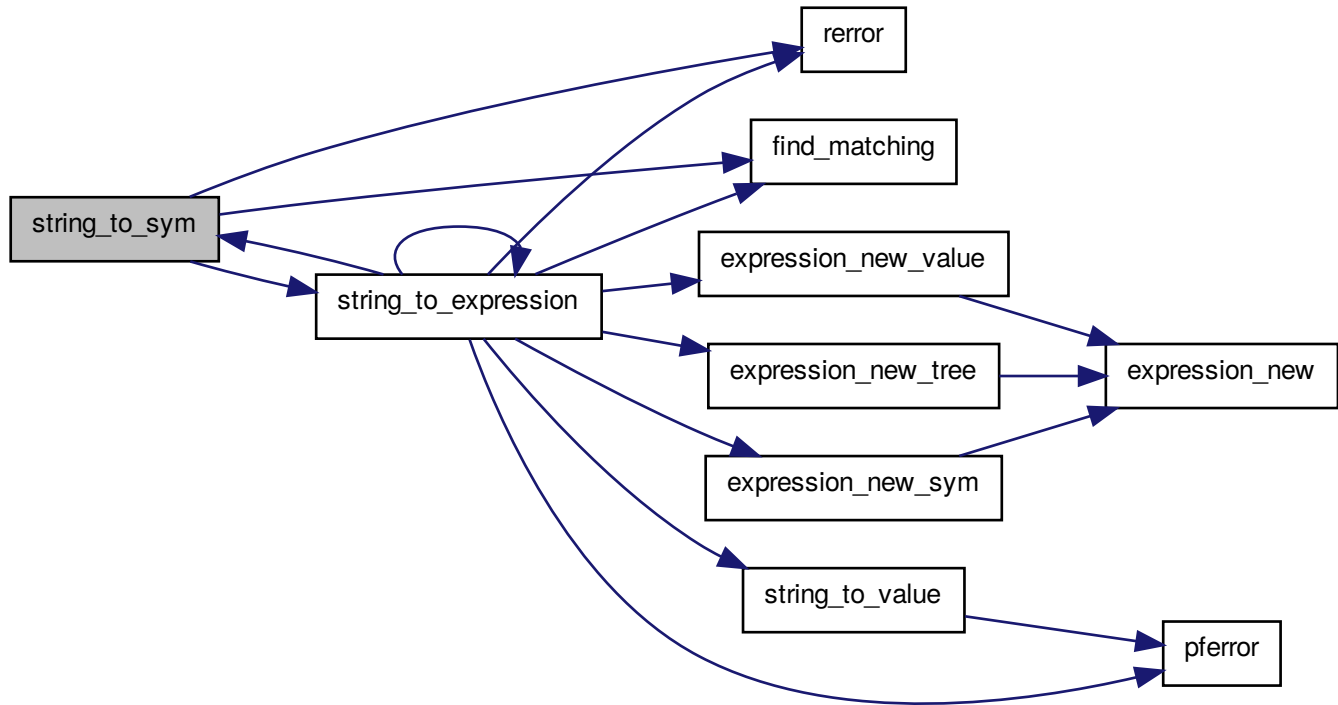 rerror
find_matching
string_to_sym
expression_new_value
string_to_expression
expression_new_tree
expression_new
expression_new_sym
string_to_value
pferror